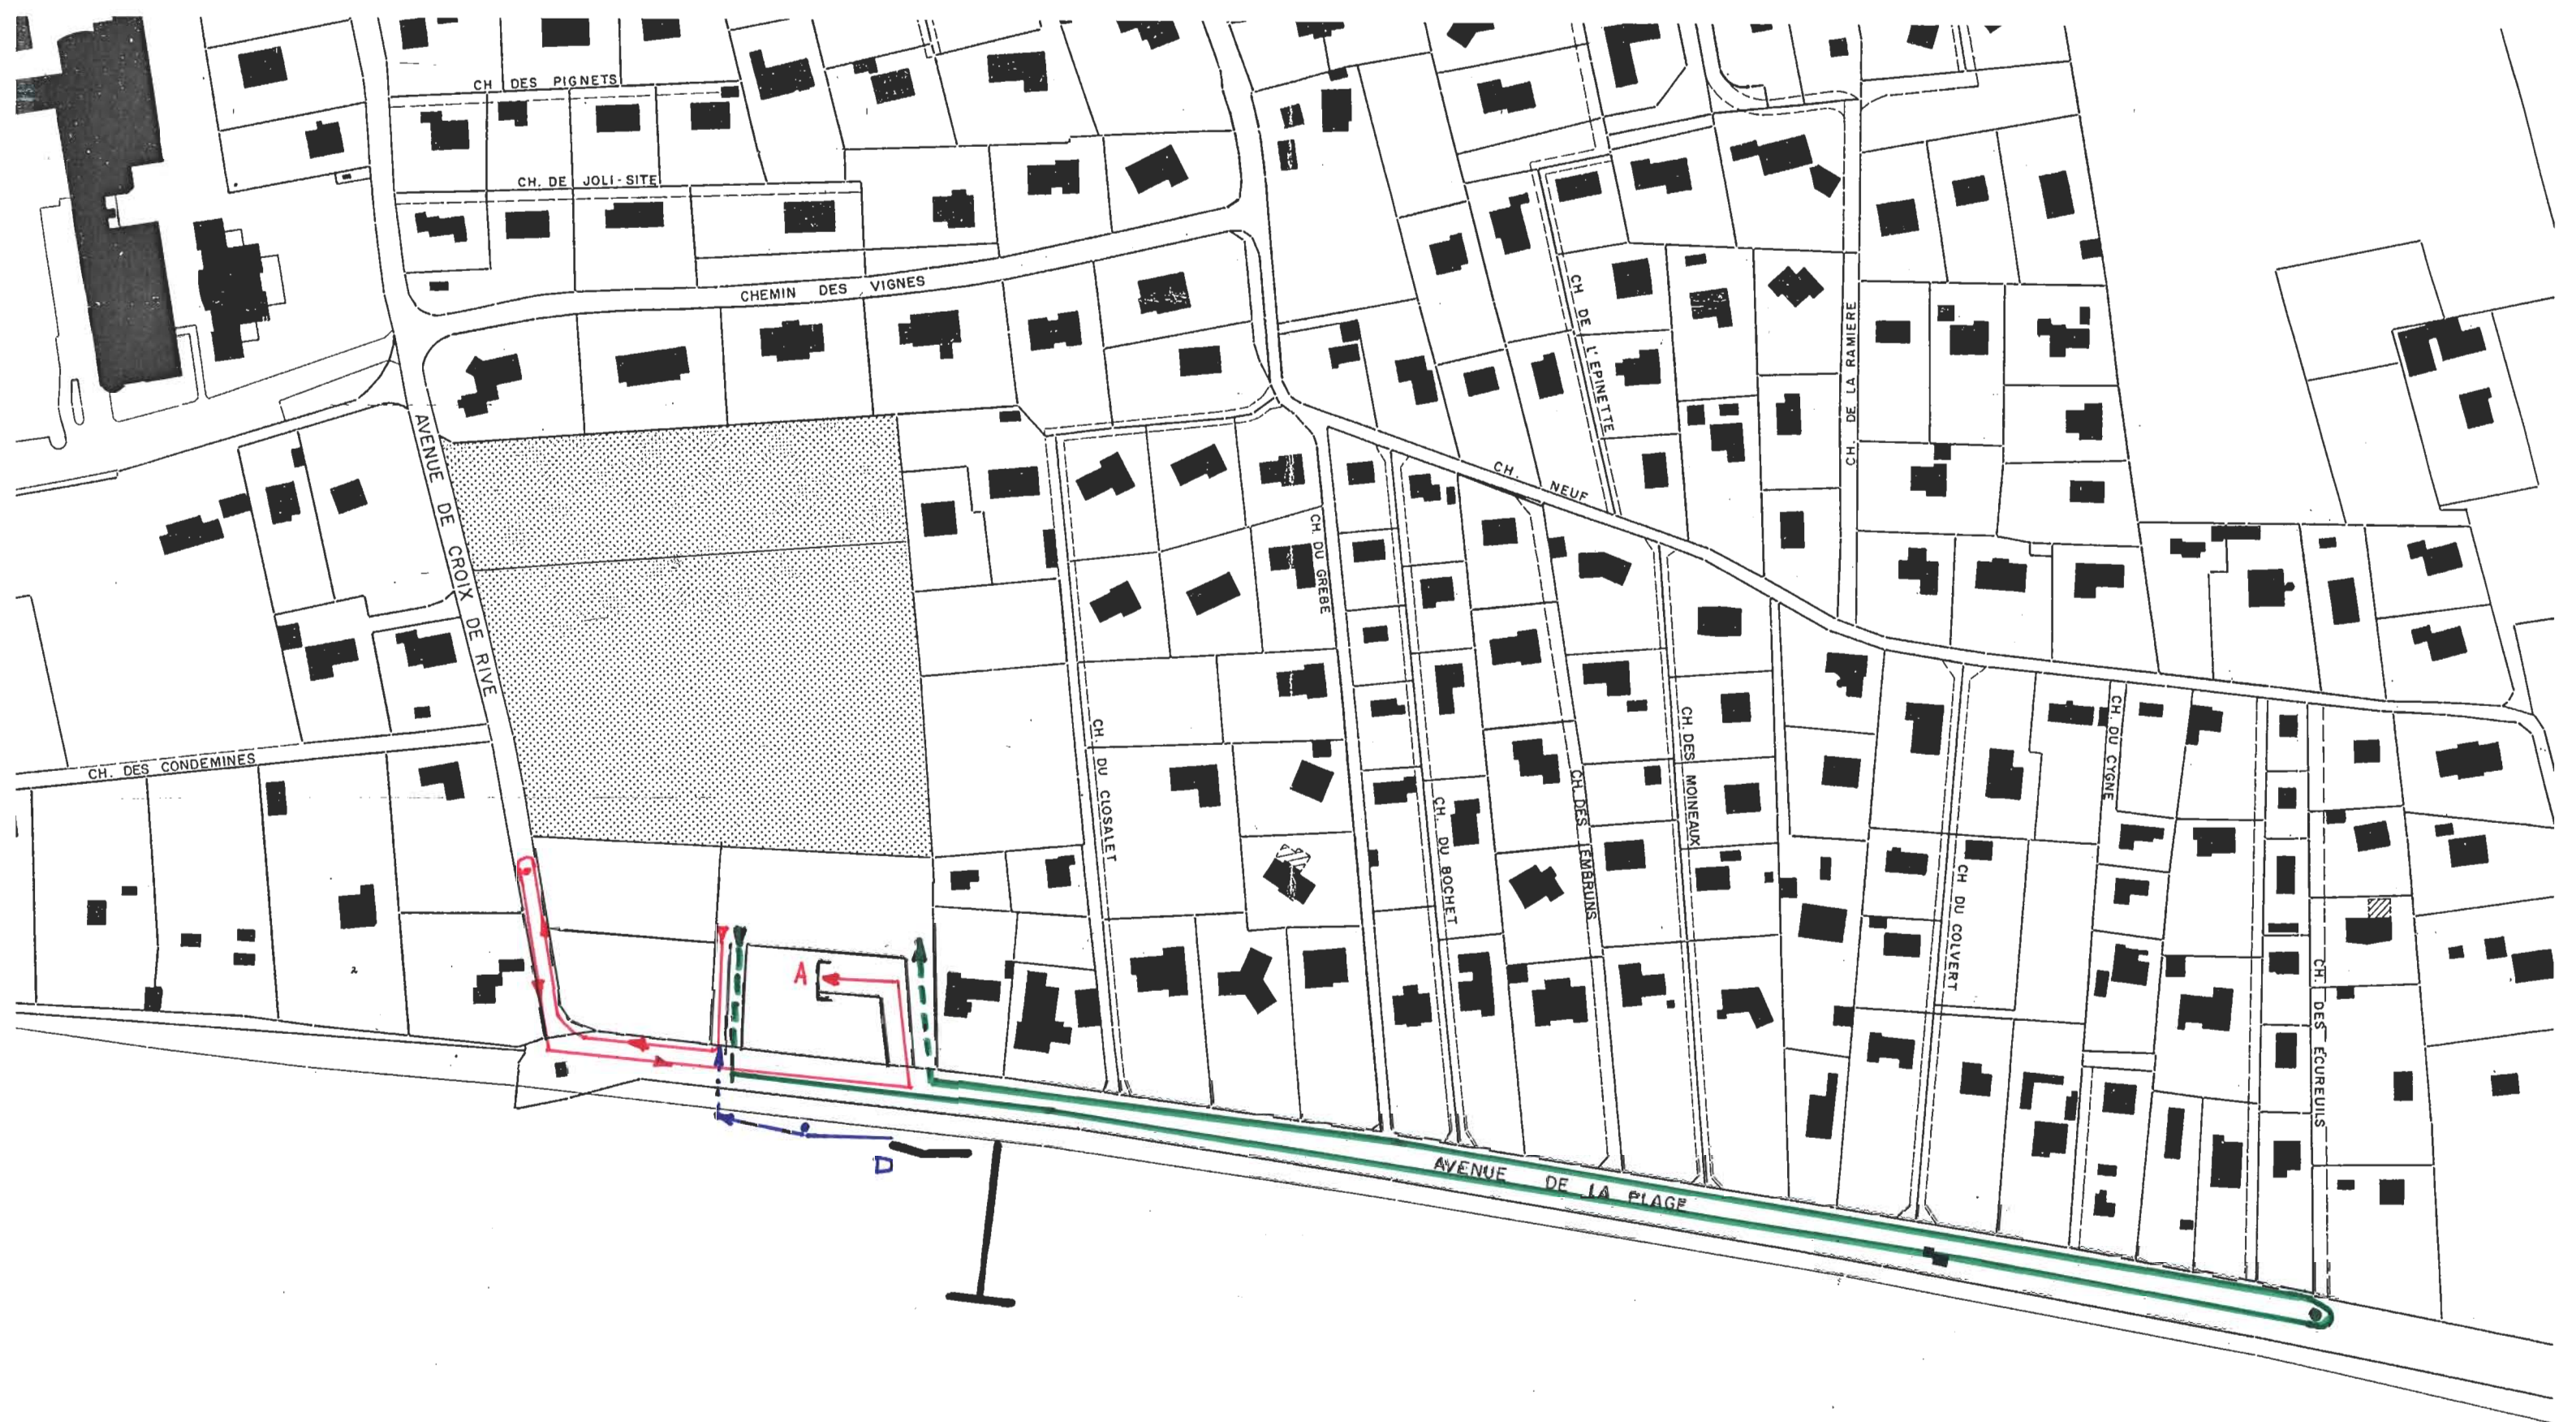 CH DES PIGNETS
CH. DE JOLI-SITE
CHEMIN DES VIGNES
CH DE L'EPINETTE
CH. DE LA RAMIERE
AVENUE DE CROIX DE RIVE
CH. NEUF
CH. DU GREBE
CH. DES CONDEMINES
CH. DU CLOSALET
CH. DU BOCHET
CH. DES EMBRUNS
CH. DES MOINEAUX
CH DU COLVERT
CH. DU CYGNE
CH. DES ECUREUILS
A
D
AVENUE DE LA PLAGE